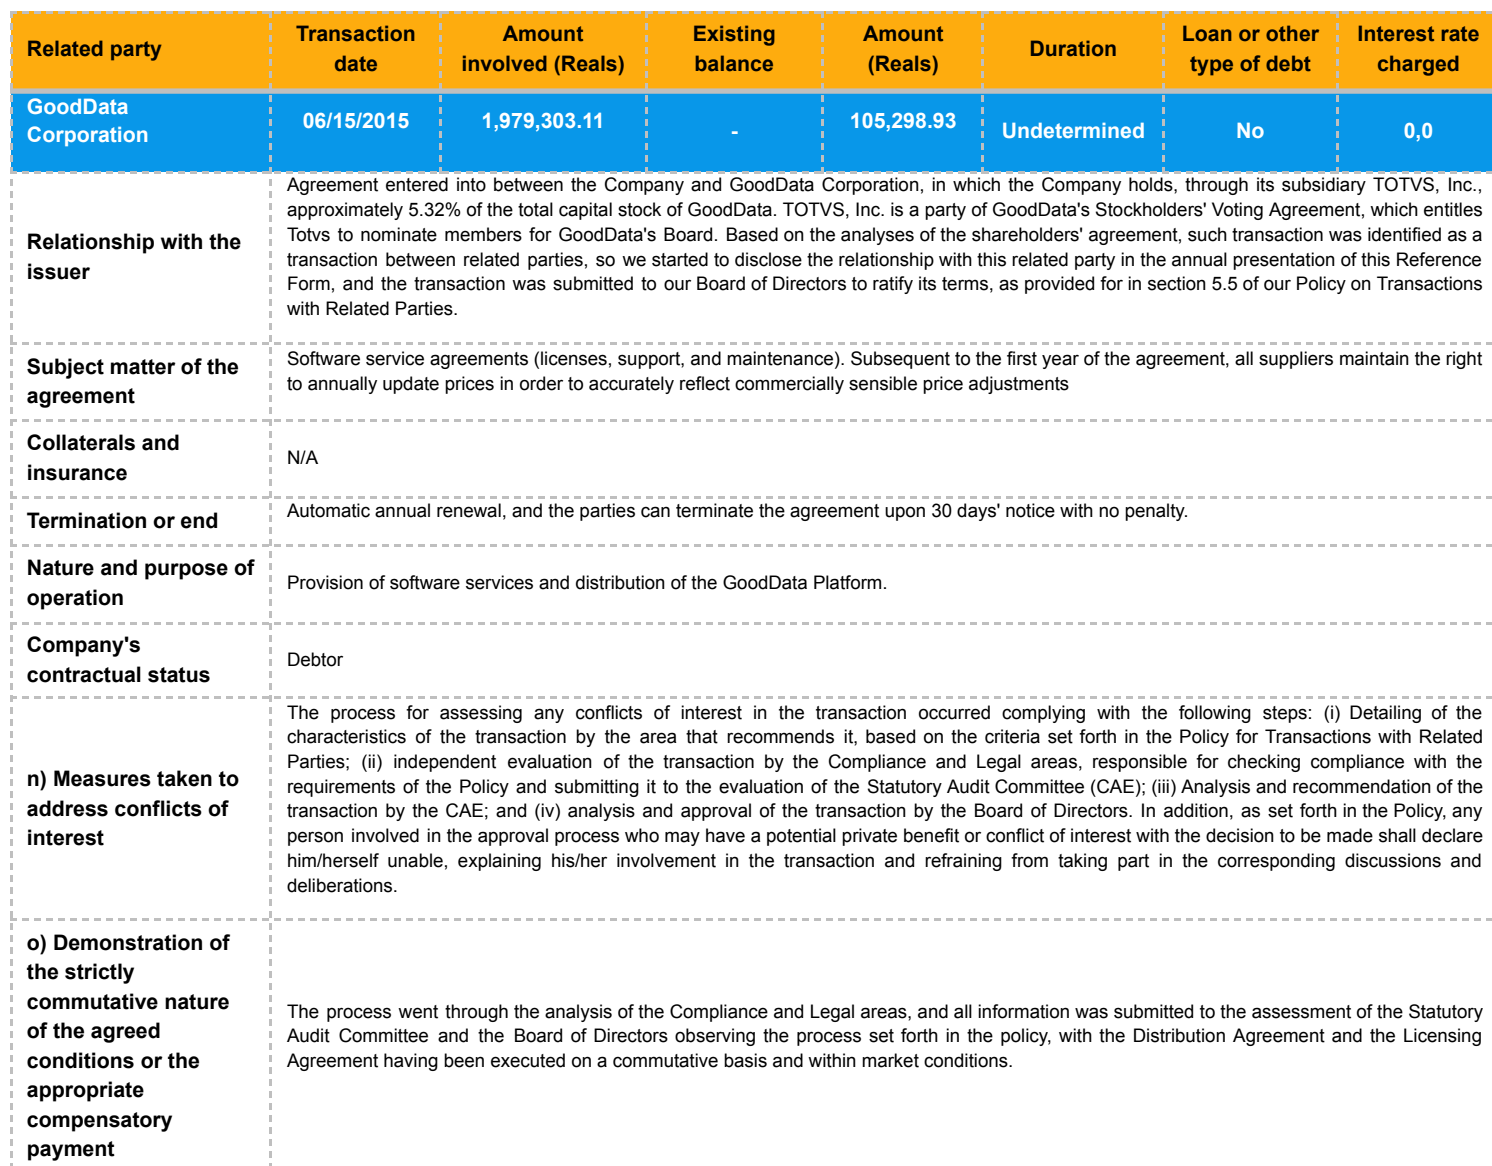 Related party
Transaction date
Amount involved (Reals)
Existing balance
Amount (Reals)
Duration
Loan or other type of debt
Interest rate charged
GoodData Corporation
06/15/2015
1,979,303.11
-
105,298.93
Undetermined
No
0,0
Relationship with the
issuer
Agreement entered into between the Company and GoodData Corporation, in which the Company holds, through its subsidiary TOTVS, Inc.,
approximately 5.32% of the total capital stock of GoodData. TOTVS, Inc. is a party of GoodData's Stockholders' Voting Agreement, which entitles
Totvs to nominate members for GoodData's Board. Based on the analyses of the shareholders' agreement, such transaction was identified as a
transaction between related parties, so we started to disclose the relationship with this related party in the annual presentation of this Reference
Form, and the transaction was submitted to our Board of Directors to ratify its terms, as provided for in section 5.5 of our Policy on Transactions
with Related Parties.
Subject matter of the
agreement
Software service agreements (licenses, support, and maintenance). Subsequent to the first year of the agreement, all suppliers maintain the right
to annually update prices in order to accurately reflect commercially sensible price adjustments
Collaterals and
insurance
N/A
Termination or end
Automatic annual renewal, and the parties can terminate the agreement upon 30 days' notice with no penalty.
Nature and purpose of
operation
Provision of software services and distribution of the GoodData Platform.
Company's
contractual status
Debtor
n) Measures taken to
address conflicts of
interest
The process for assessing any conflicts of interest in the transaction occurred complying with the following steps: (i) Detailing of the
characteristics of the transaction by the area that recommends it, based on the criteria set forth in the Policy for Transactions with Related
Parties; (ii) independent evaluation of the transaction by the Compliance and Legal areas, responsible for checking compliance with the
requirements of the Policy and submitting it to the evaluation of the Statutory Audit Committee (CAE); (iii) Analysis and recommendation of the
transaction by the CAE; and (iv) analysis and approval of the transaction by the Board of Directors. In addition, as set forth in the Policy, any
person involved in the approval process who may have a potential private benefit or conflict of interest with the decision to be made shall declare
him/herself unable, explaining his/her involvement in the transaction and refraining from taking part in the corresponding discussions and
deliberations.
o) Demonstration of
the strictly
commutative nature
of the agreed
conditions or the
appropriate
compensatory
payment
The process went through the analysis of the Compliance and Legal areas, and all information was submitted to the assessment of the Statutory
Audit Committee and the Board of Directors observing the process set forth in the policy, with the Distribution Agreement and the Licensing
Agreement having been executed on a commutative basis and within market conditions.